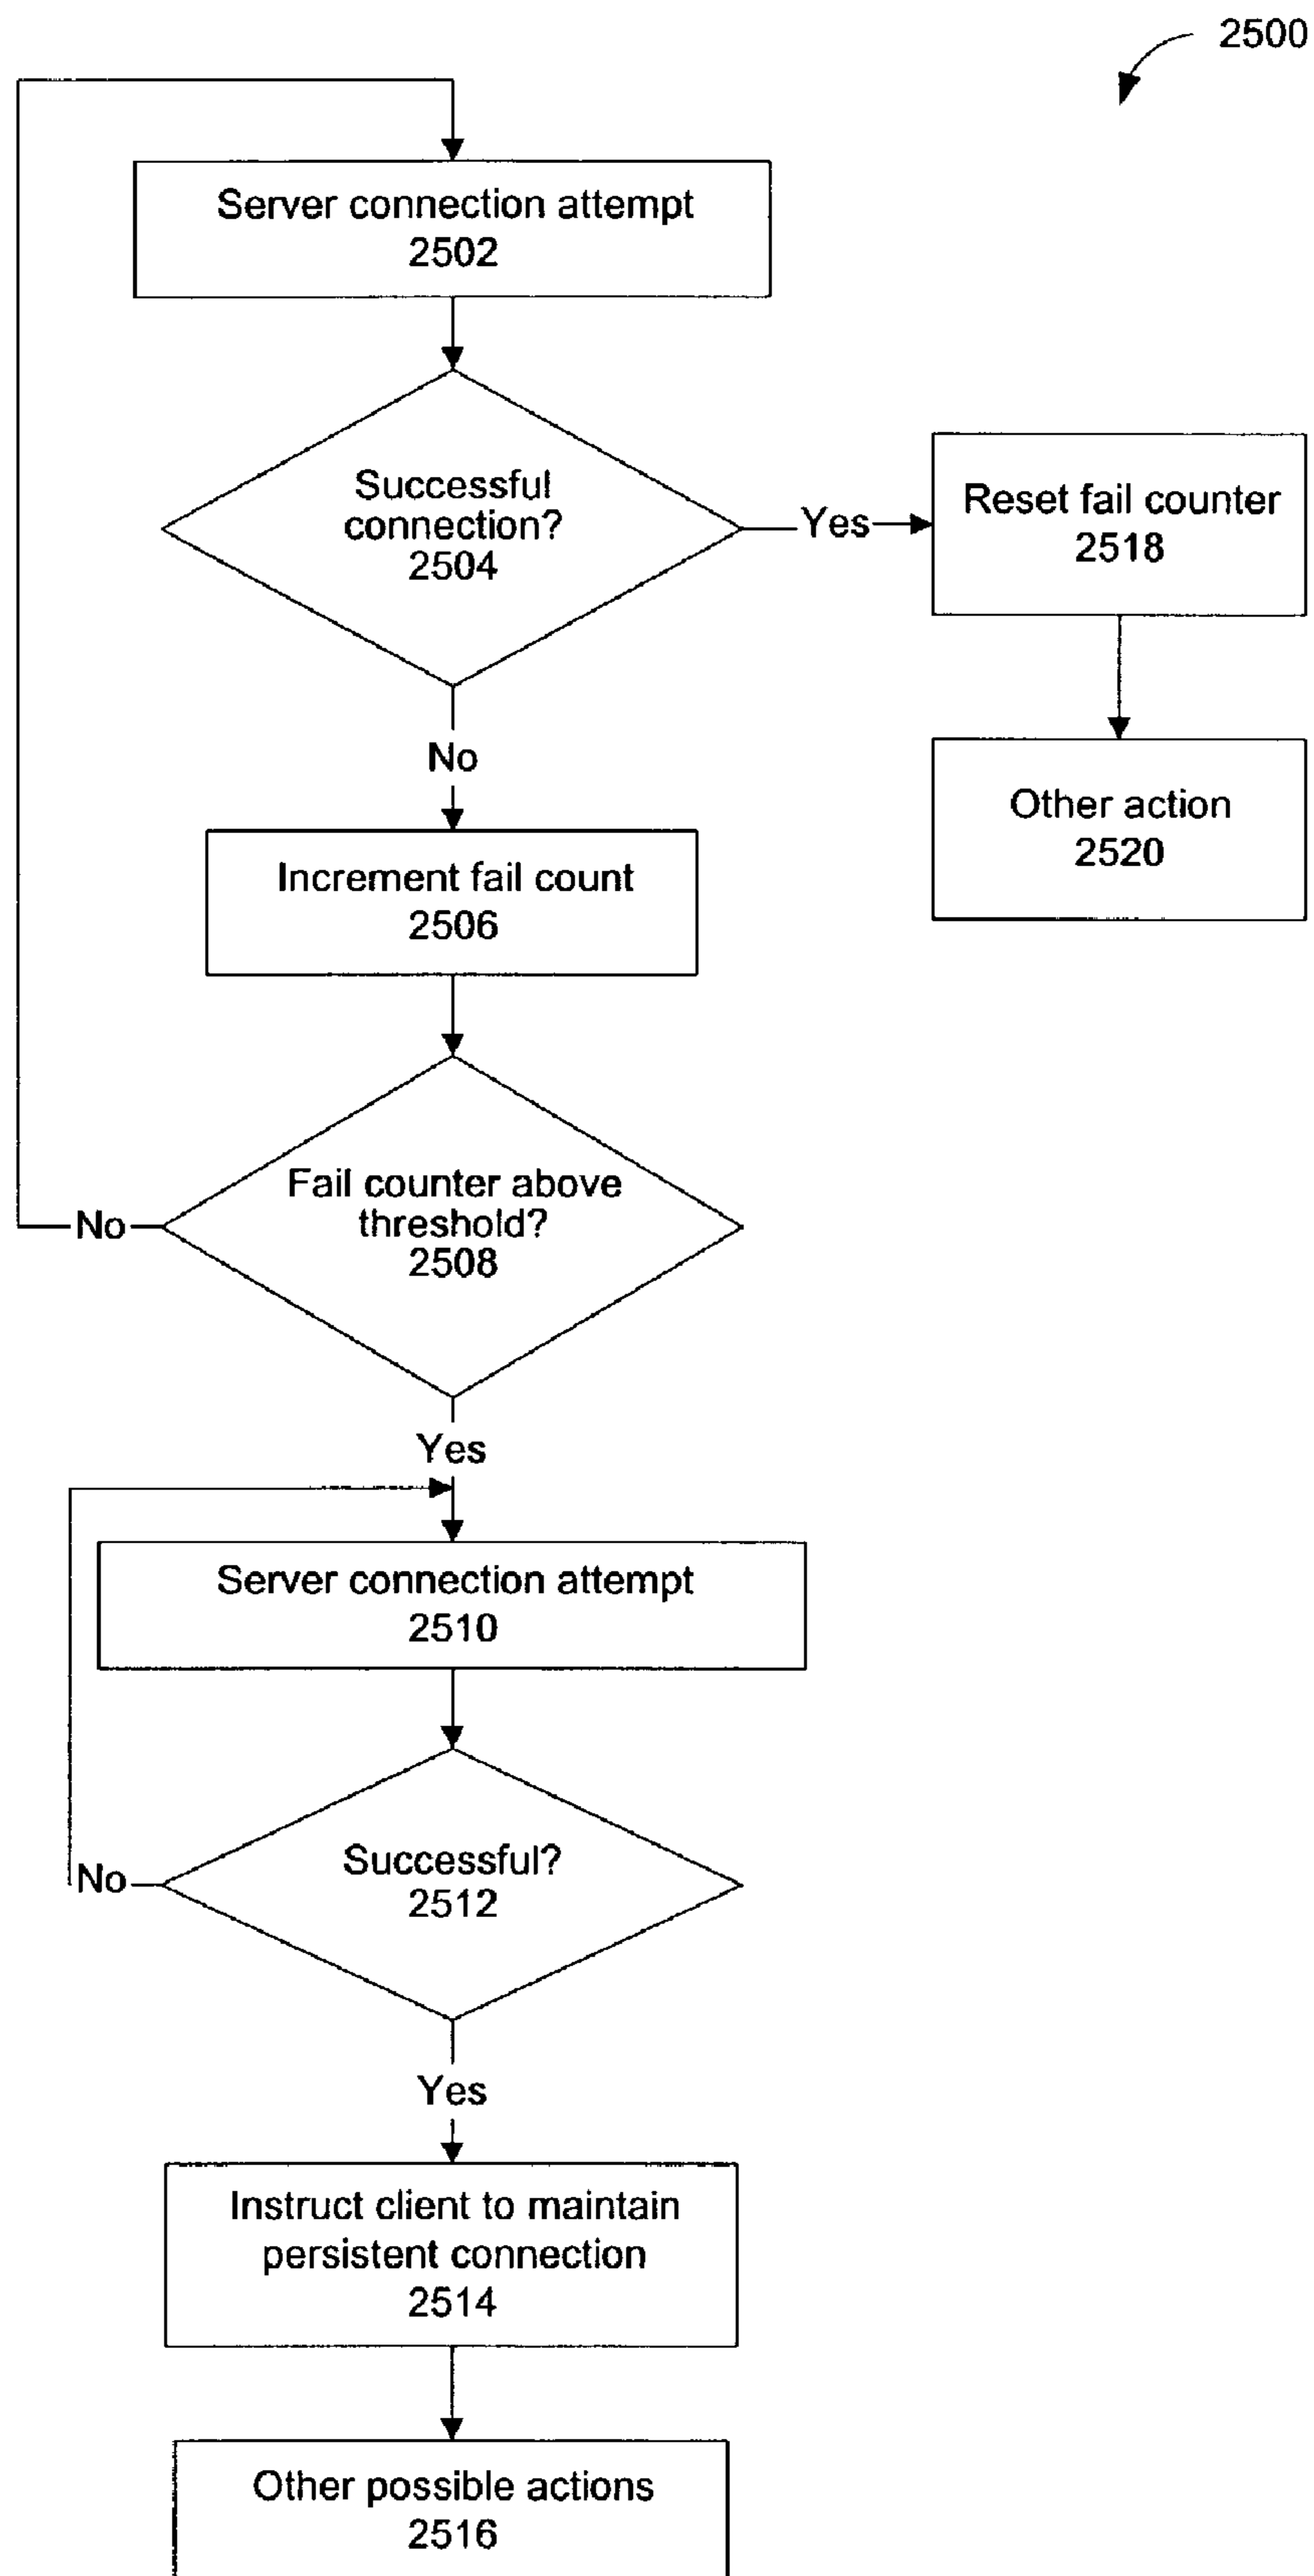 2500
Server connection attempt
2502
Successful
connection?
2504
Yes
Reset fail counter
2518
No
Other action
2520
Increment fail count
2506
Fail counter above
threshold?
2508
No
Yes
Server connection attempt
2510
Successful?
2512
No
Yes
Instruct client to maintain
persistent connection
2514
Other possible actions
2516